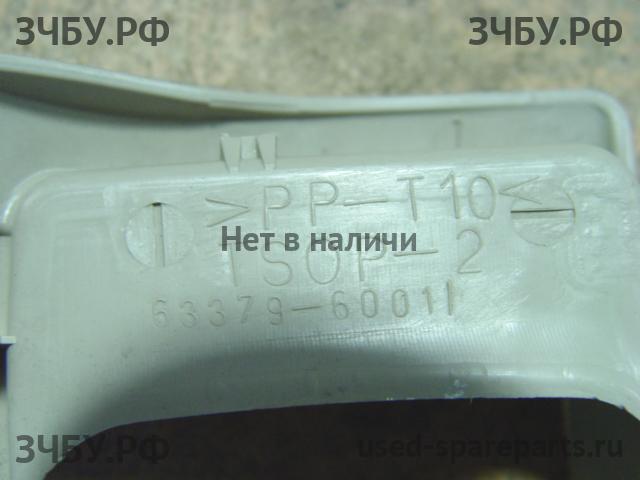 ЗЧБУ.РФ ЗЧБУ.РФ
>PP-T10<
Нет в наличи
TSOP-2
63379-60011
ЗЧБУ.РФ used-spareparts.ru